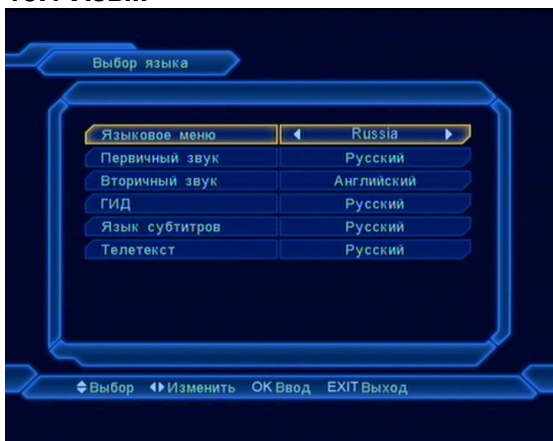 Выбор языка
Языковое меню Russia
Первичный звук Русский
Вторичный звук Английский
ГИД Русский
Язык субтитров Русский
Телетекст Русский
Выбор Изменить OK Ввод EXIT Выход